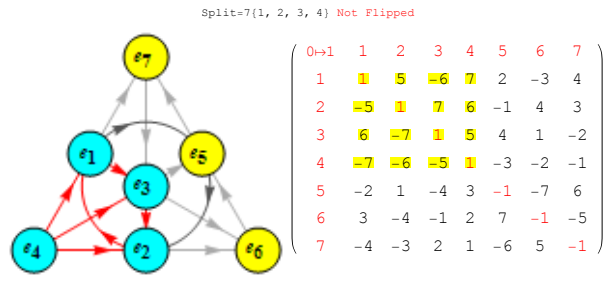 Split=7{1, 2, 3, 4} Not Flipped
e7
e1
e5
e3
e4
e2
e6
0↦1 1 2 3 4 5 6 7
1 1 5 −6 7 2 −3 4
2 −5 1 7 6 −1 4 3
3 6 −7 1 5 4 1 −2
4 −7 −6 −5 1 −3 −2 −1
5 −2 1 −4 3 −1 −7 6
6 3 −4 −1 2 7 −1 −5
7 −4 −3 2 1 −6 5 −1